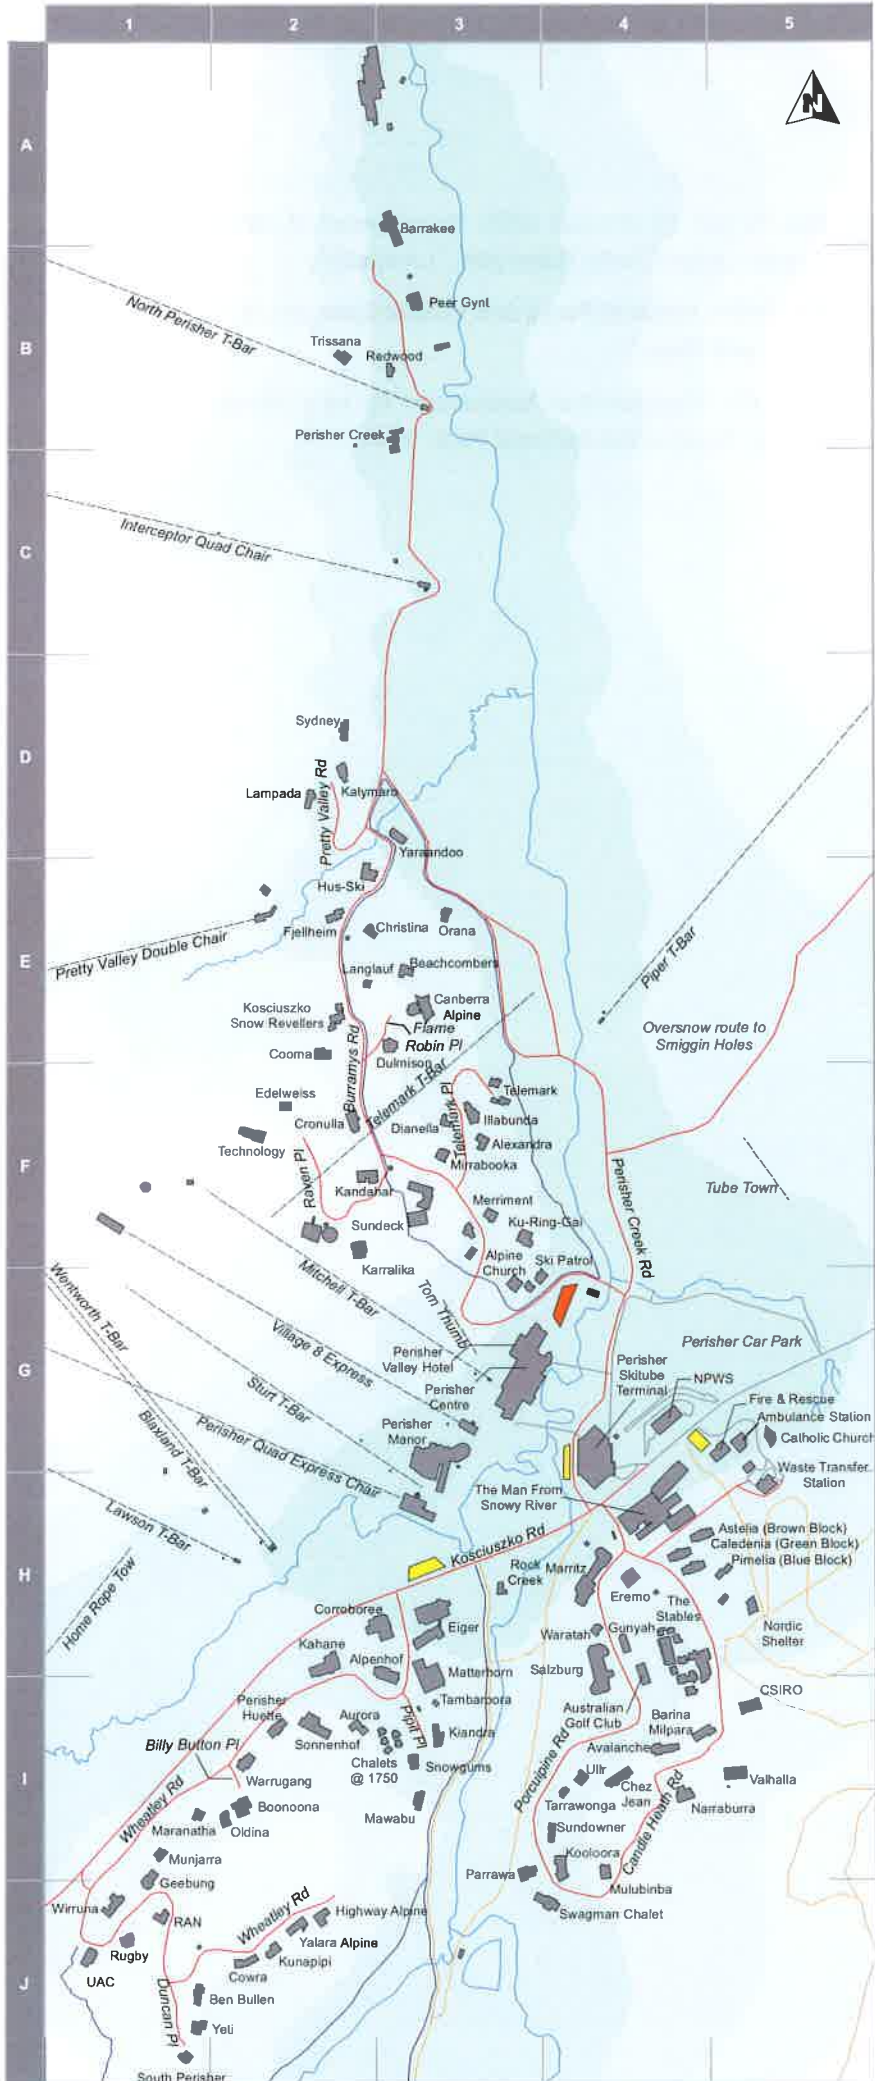 1
2
3
4
5
N
A
Barrakee
North Perisher T-Bar
Peer Gynt
B
Trissana
Redwood
Perisher Creek
Interceptor Quad Chair
C
Sydney
D
Lampada
Pretty Valley Rd
Kalymaro
Yaraandoo
Hus-Ski
Fjellheim
Christina
Orana
Pretty Valley Double Chair
E
Langlauf
Beachcombers
Piper T-Bar
Kosciuszko
Snow Revellers
Canberra
Alpine
Flame
Robin Pl
Oversnow route to
Smiggin Holes
Cooma
Burramys Rd
Dulmison
Telemark T-Bar
Edelweiss
Telemark Pl
Telemark
Cronulla
Dianella
Illabunda
Technology
Alexandra
F
Raven Pl
Mirrabooka
Kandahar
Perisher Creek Rd
Tube Town
Merriment
Sundeck
Ku-Ring-Gai
Karralika
Alpine
Church
Ski Patrol
Wentworth T-Bar
Mitchell T-Bar
Tom Thumb
Village 8 Express
Perisher
Valley Hotel
Perisher Car Park
G
Sturt T-Bar
Perisher
Centre
Perisher
Skitube
Terminal
NPWS
Fire & Rescue
Ambulance Station
Catholic Church
Blaxland T-Bar
Perisher Quad Express Chair
Perisher
Manor
Waste Transfer
Station
The Man From
Snowy River
Lawson T-Bar
Kosciuszko Rd
Astelia (Brown Block)
Caledenia (Green Block)
Pimelia (Blue Block)
H
Home Rope Tow
Rock
Creek
Marritz
Eremo
The
Stables
Corroboree
Eiger
Waratah
Gunyah
Nordic
Shelter
Kahane
Alpenhof
Matterhorn
Salzburg
CSIRO
Perisher
Huette
Aurora
Tambaroora
Australian
Golf Club
Barina
Milpara
Sonnenhof
Pipit Pl
Kiandra
Billy Button Pl
Chalets
@ 1750
Snowgums
Porcupine Rd
Avalanche
I
Warrugang
Ullr
Chez
Jean
Valhalla
Wheatley Rd
Boonoona
Mawabu
Tarrawonga
Candle Heath Rd
Narraburra
Maranatha
Oldina
Sundowner
Munjarra
Kooloora
Geebung
Parrawa
Mulubinba
Wirruna
RAN
Wheatley Rd
Highway Alpine
Swagman Chalet
Rugby
Yalara Alpine
UAC
Kunapipi
Cowra
J
Duncan Pl
Ben Bullen
Yeti
South Perisher